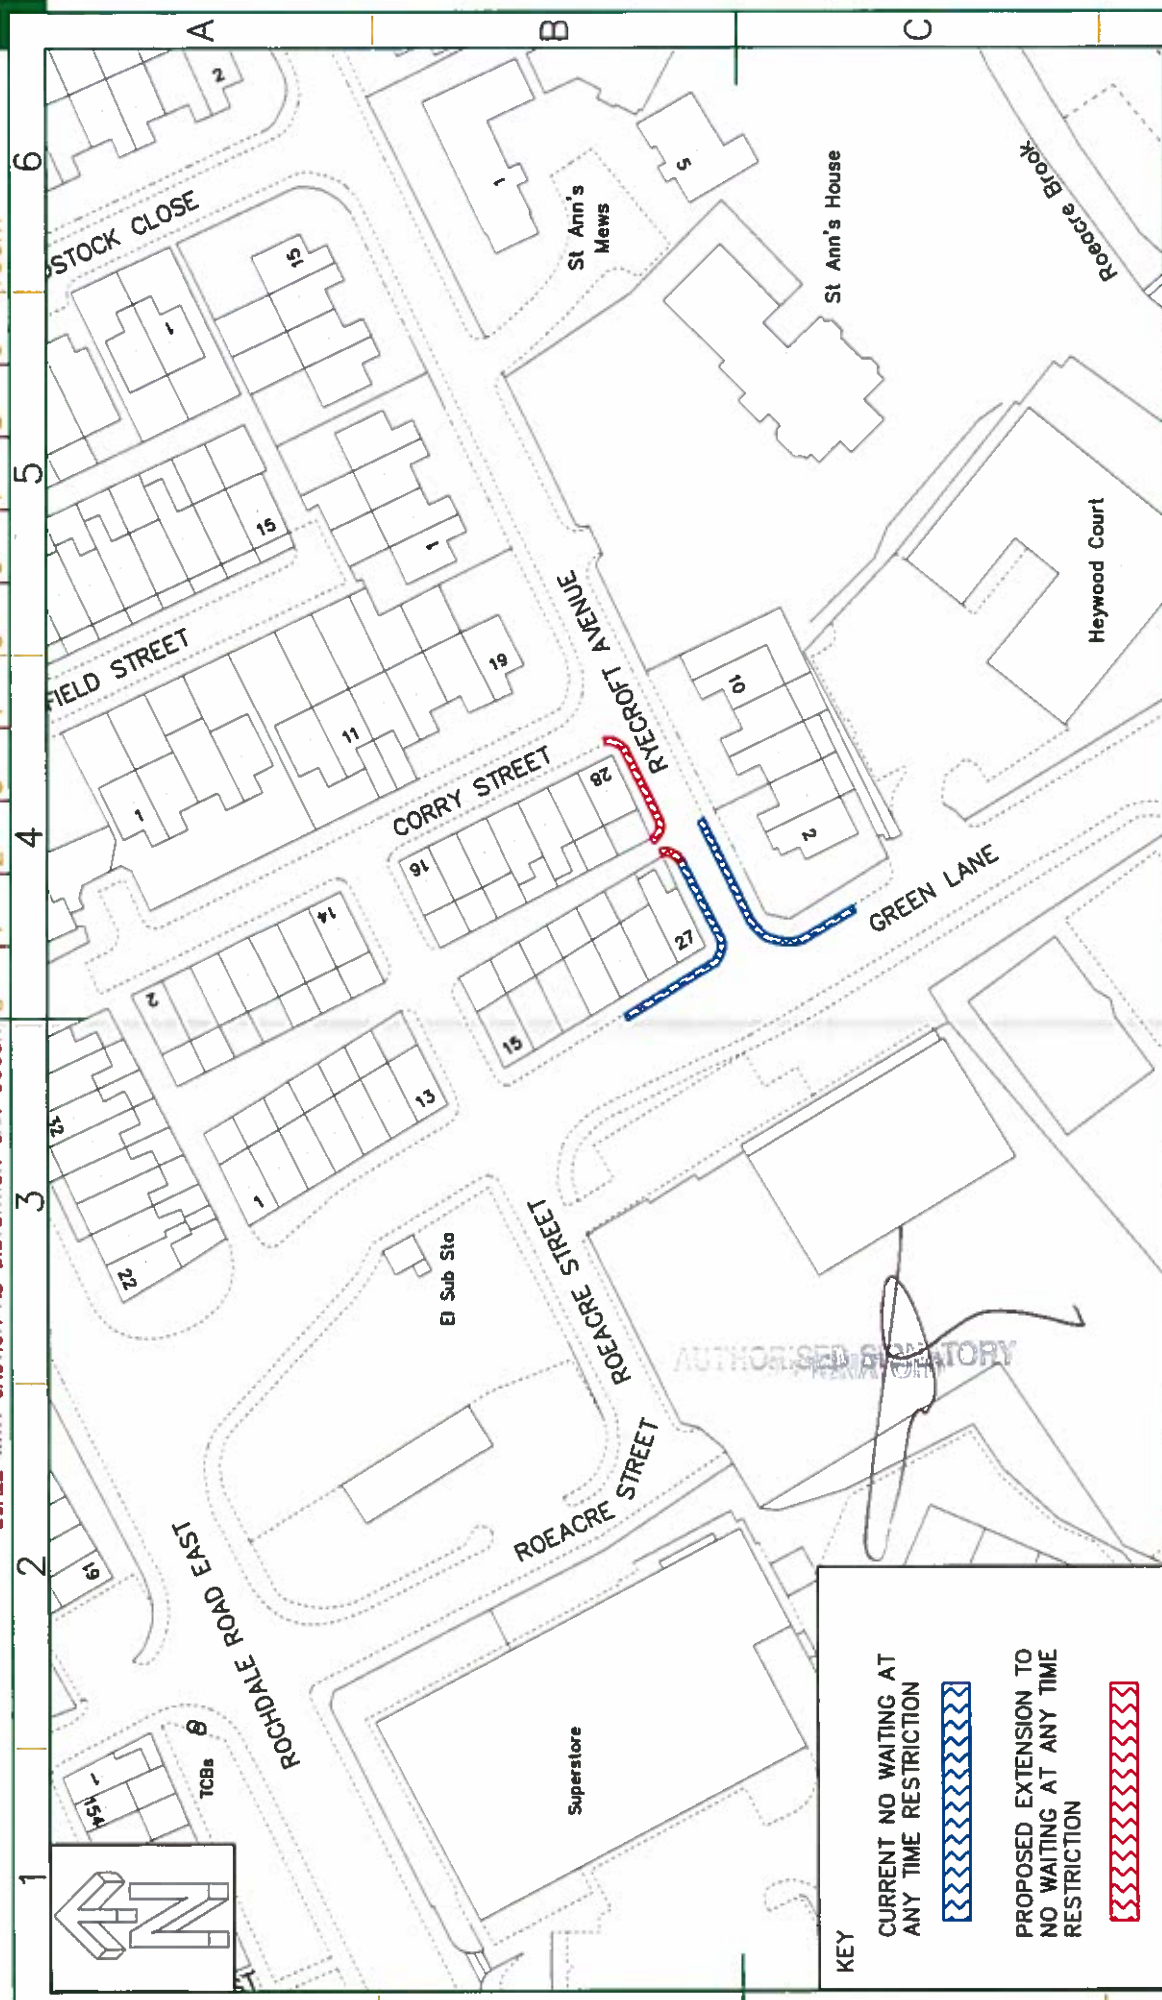 1
2
3
4
5
6
A
B
C
N
154
1
TCBs
61
ROCHDALE ROAD EAST
22
23
1
13
2
14
1
11
19
CORRY STREET
FIELD STREET
15
1
STOCK CLOSE
1
15
2
Superstore
ROEACRE STREET
ROEACRE STREET
El Sub Sta
15
27
16
28
RYECROFT AVENUE
10
2
GREEN LANE
1
St Ann's
Mews
5
St Ann's House
Heywood Court
Roeacre Brook
AUTHORISED SIGNATORY
KEY
CURRENT NO WAITING AT
ANY TIME RESTRICTION
PROPOSED EXTENSION TO
NO WAITING AT ANY TIME
RESTRICTION